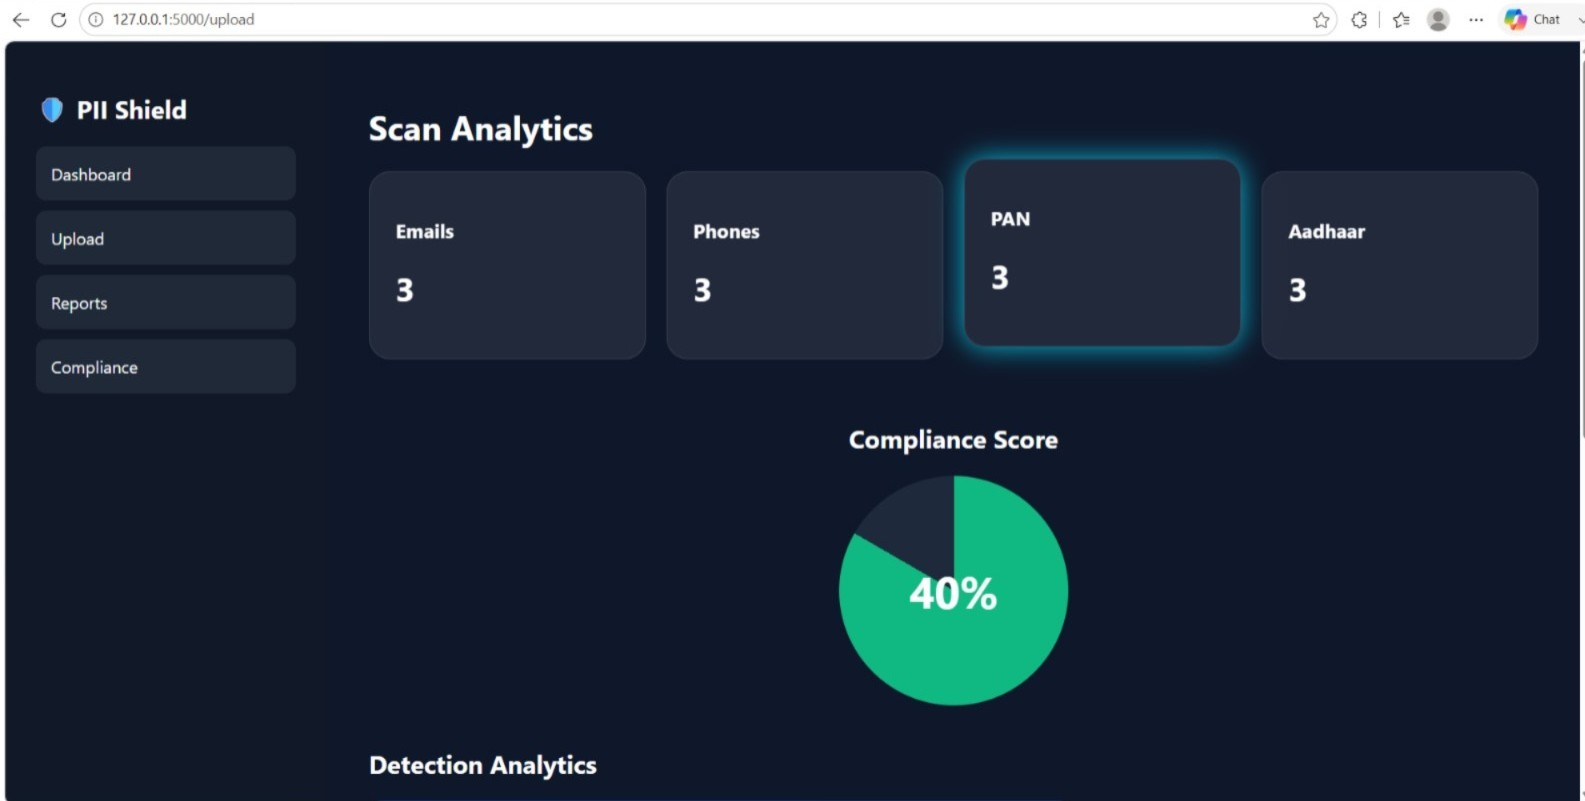 127.0.0.1:5000/upload
Chat
PII Shield
Dashboard
Upload
Reports
Compliance
Scan Analytics
Emails
3
Phones
3
PAN
3
Aadhaar
3
Compliance Score
40%
Detection Analytics